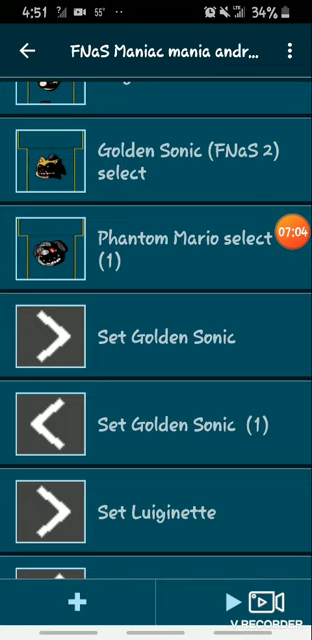 4:51 55° 34%
FNaS Maniac mania andr...
Golden Sonic (FNaS 2)
select
Phantom Mario select
(1)
07:04
Set Golden Sonic
Set Golden Sonic (1)
Set Luiginette
V.RECORDER